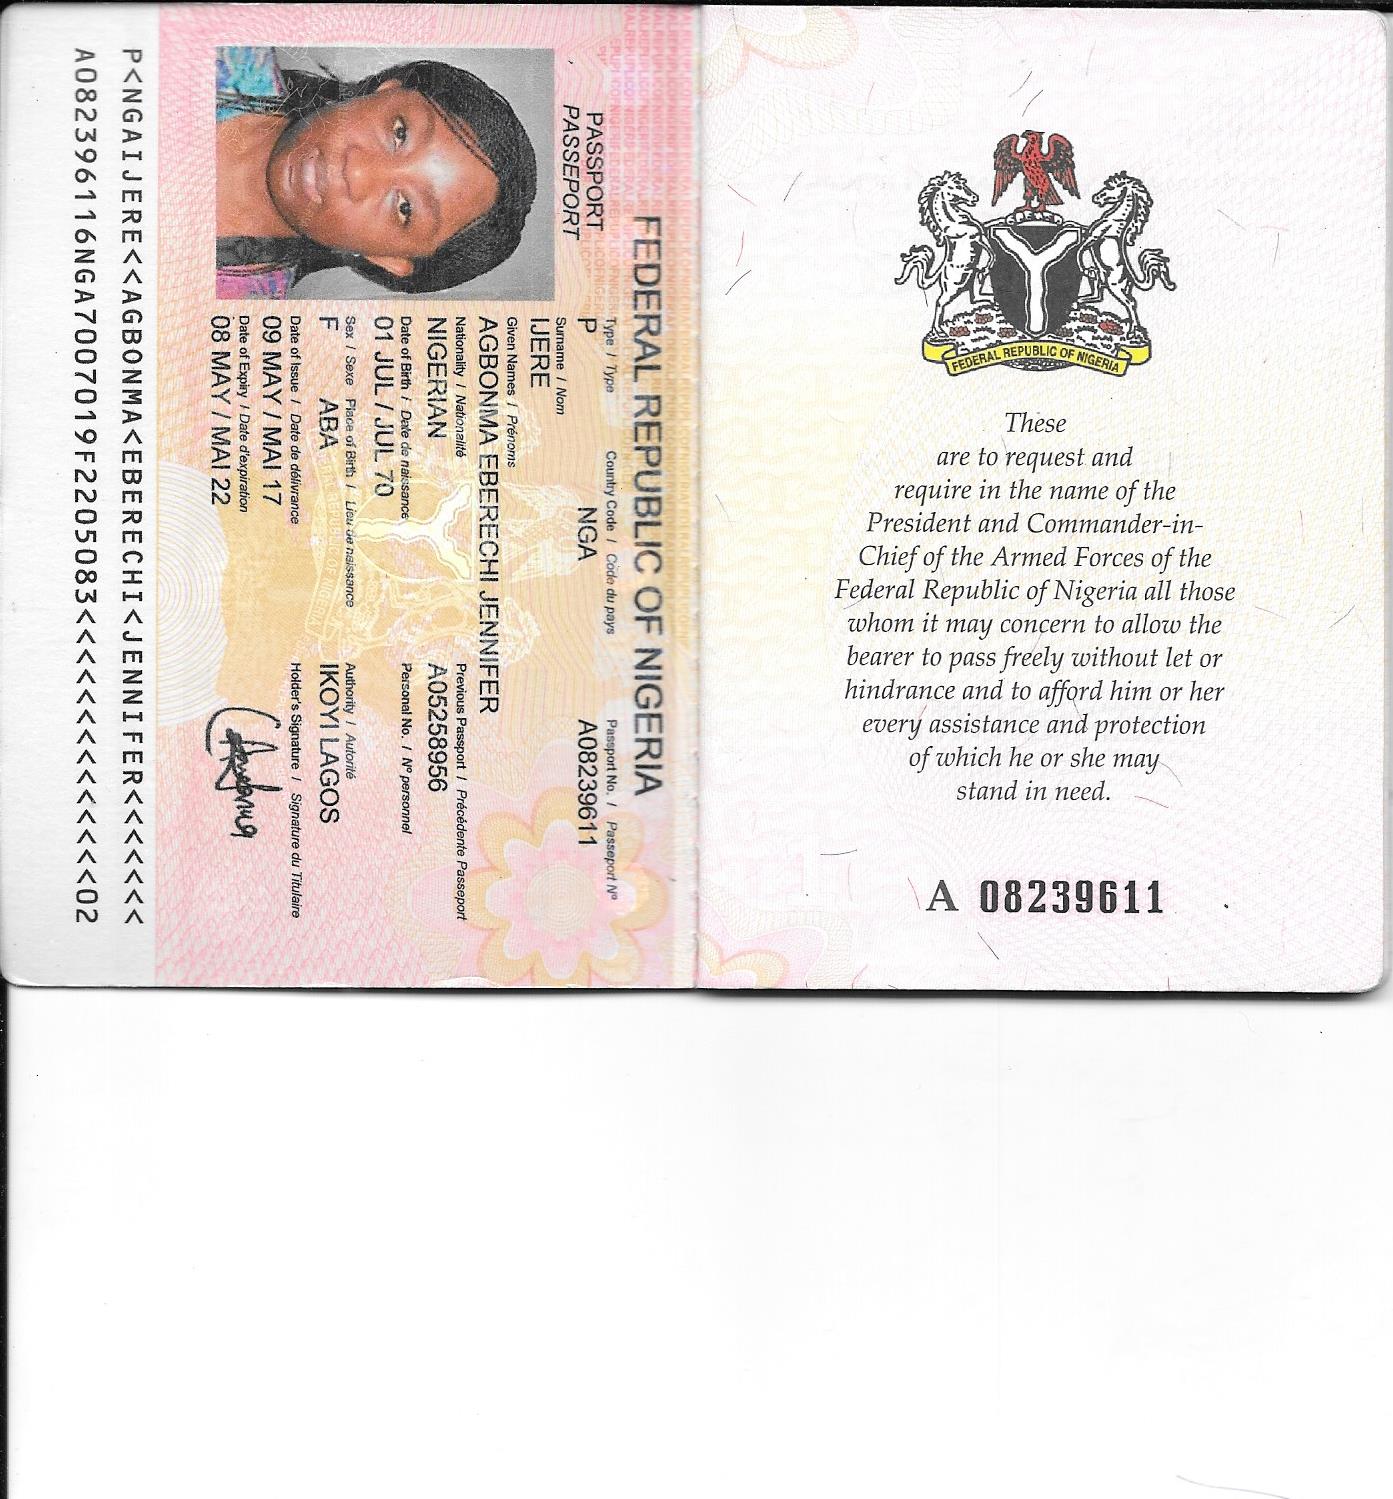 FEDERAL REPUBLIC OF NIGERIA
PASSPORT
PASSEPORT
Type / Type
Country Code / Code du pays
Passport No. / Passeport Nº
P
NGA
A08239611
Surname / Nom
IJERE
Given Names / Prénoms
AGBONMA EBERECHI JENNIFER
Nationality / Nationalité
Previous Passport / Précédente Passeport
NIGERIAN
A05258956
Date of Birth / Date de naissance
Personal No. / Nº personnel
01 JUL / JUL 70
Sex / Sexe
Place of Birth / Lieu de naissance
Authority / Autorité
F
ABA
IKOYI LAGOS
Date of Issue / Date de délivrance
Holder's Signature / Signature du Titulaire
09 MAY / MAI 17
Date of Expiry / Date d'expiration
08 MAY / MAI 22
P<NGAIJERE<<AGBONMA<EBERECHI<JENNIFER<<<<<<<
A082396116NGA7007019F2205083<<<<<<<<<<<<<<02
FEDERAL REPUBLIC OF NIGERIA
These
are to request and
require in the name of the
President and Commander-in-
Chief of the Armed Forces of the
Federal Republic of Nigeria all those
whom it may concern to allow the
bearer to pass freely without let or
hindrance and to afford him or her
every assistance and protection
of which he or she may
stand in need.
A 08239611